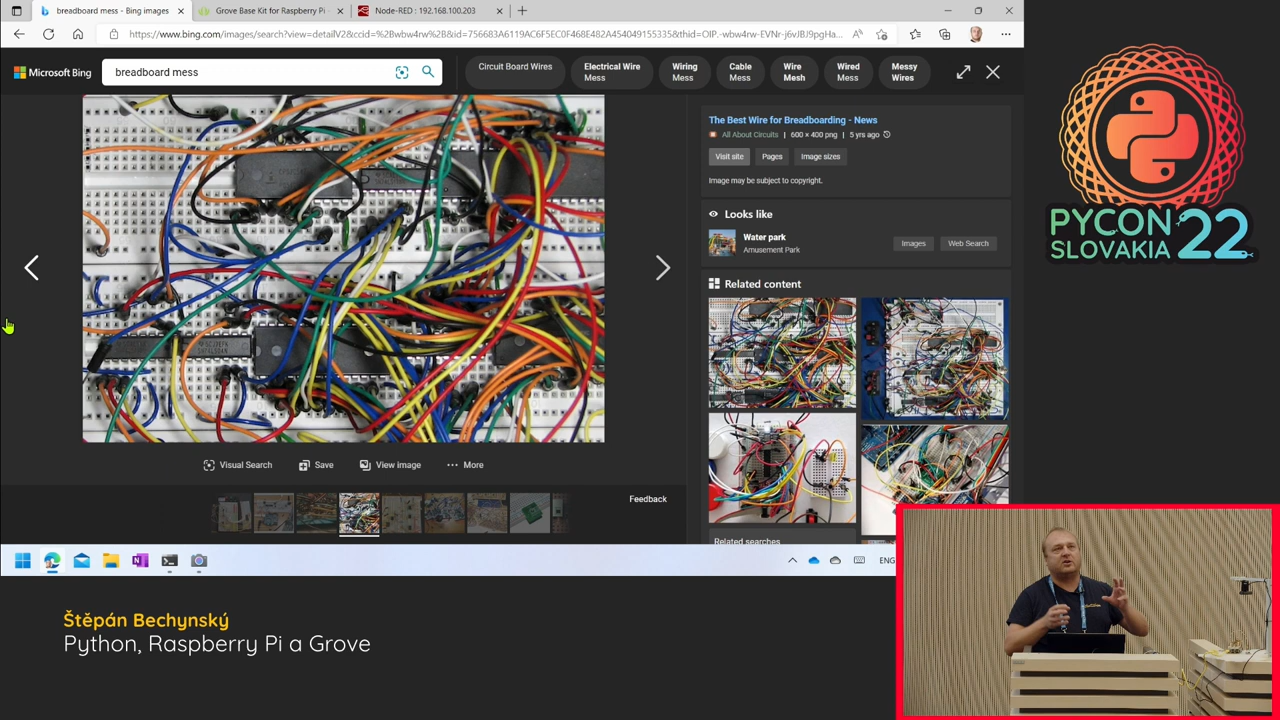 breadboard mess - Bing images
Grove Base Kit for Raspberry Pi
Node-RED : 192.168.100.203
https://www.bing.com/images/search?view=detailV2&ccid=%2Bwbw4rw%2B&id=756683A6119AC6F5EC0F468E482A454049155335&thid=OIP.-wbw4rw-EVNr-j6vJBJ9pgHa...
Microsoft Bing
breadboard mess
Circuit Board Wires
Electrical Wire Mess
Wiring Mess
Cable Mess
Wire Mesh
Wired Mess
Messy Wires
The Best Wire for Breadboarding - News
All About Circuits | 600 × 400 png | 5 yrs ago
Visit site
Pages
Image sizes
Image may be subject to copyright.
Looks like
Water park
Amusement Park
Images
Web Search
Related content
Visual Search
Save
View image
More
Feedback
Related searches
ENG
PYCON
SLOVAKIA 22
Štěpán Bechynský
Python, Raspberry Pi a Grove